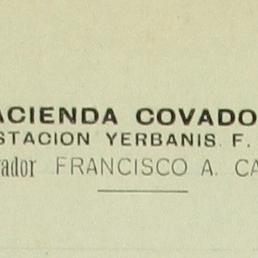 ACIENDA COVADO
STACION YERBANIS. F.
ador FRANCISCO A. CA